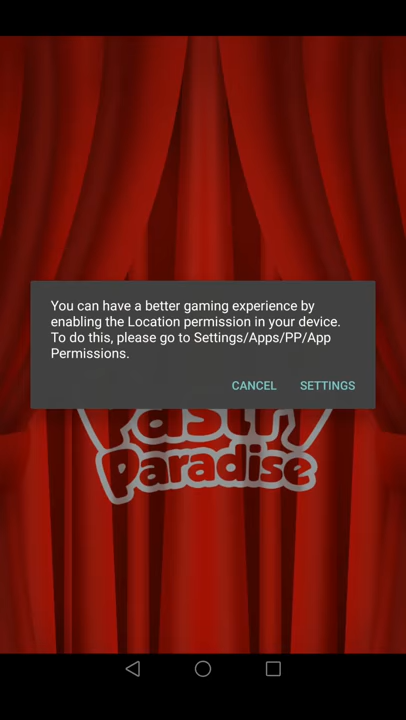 You can have a better gaming experience by
enabling the Location permission in your device.
To do this, please go to Settings/Apps/PP/App
Permissions.
CANCEL SETTINGS
Paradise